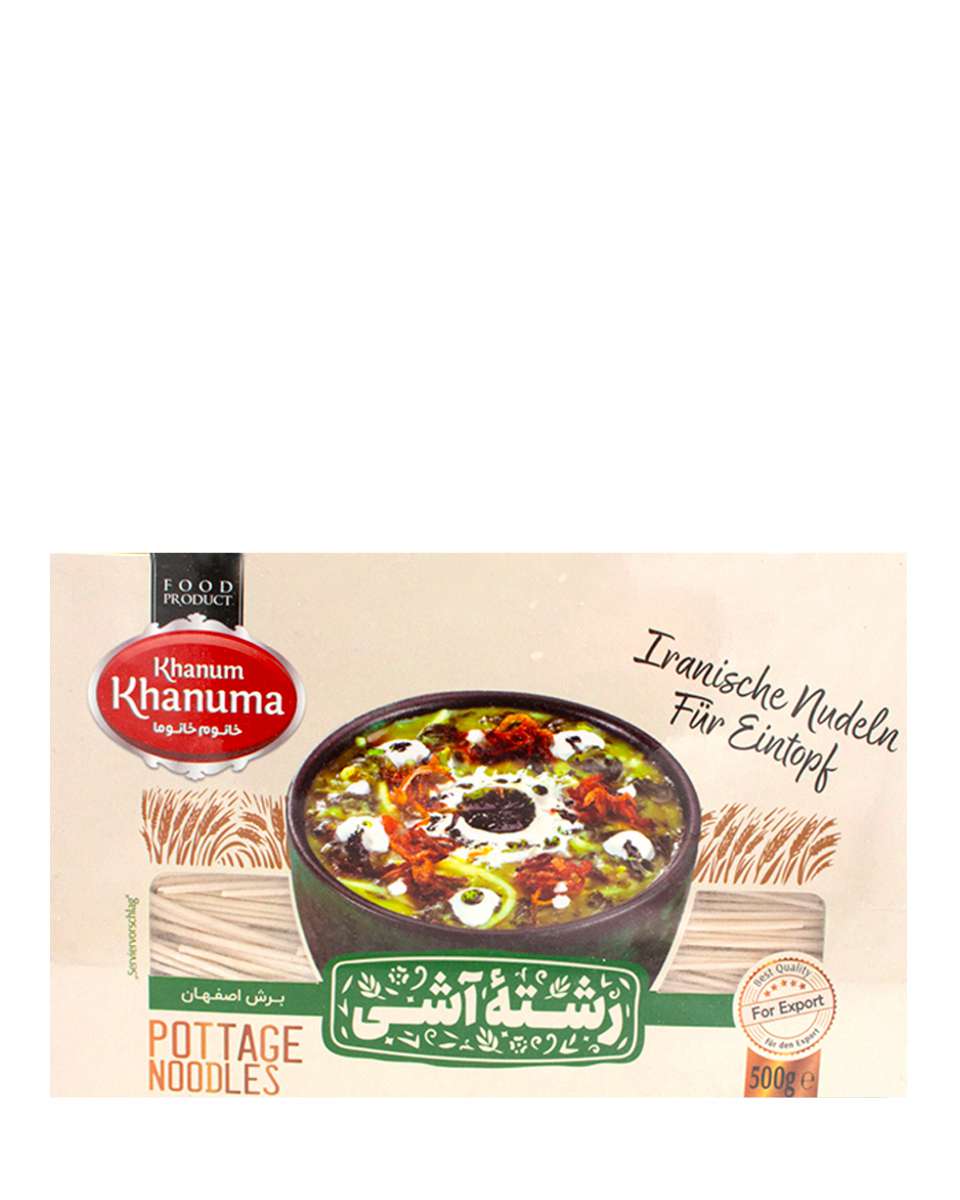 FOOD
PRODUCT
Khanum
Khanuma
خانوم خانوما
Iranische Nudeln
Für Eintopf
„Serviervorschlag"
برش اصفهان
رشتهٔ آشی
POTTAGE
NOODLES
Best Quality
For Export
für den Export
500g ℮